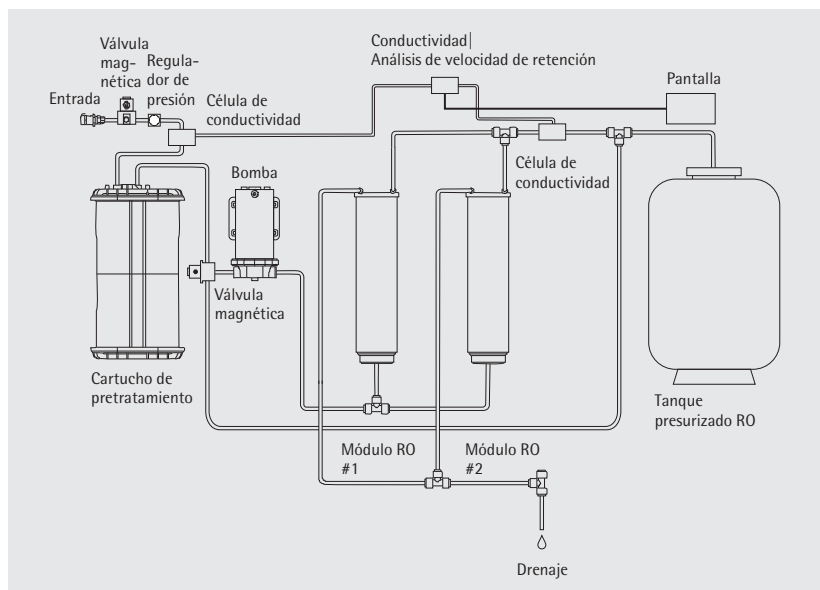 Válvula
mag-
nética
Regula-
dor de
presión
Entrada
Célula de
conductividad
Conductividad|
Análisis de velocidad de retención
Pantalla
Bomba
Célula de
conductividad
Válvula
magnética
Cartucho de
pretratamiento
Tanque
presurizado RO
Módulo RO
#1
Módulo RO
#2
Drenaje